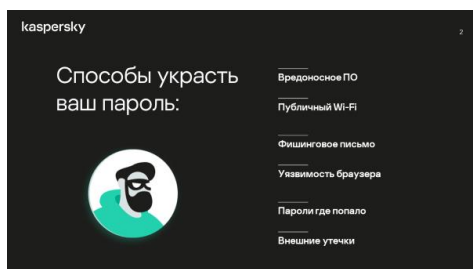 kaspersky
2
Способы украсть
ваш пароль:
Вредоносное ПО
Публичный Wi-Fi
Фишинговое письмо
Уязвимость браузера
Пароли где попало
Внешние утечки